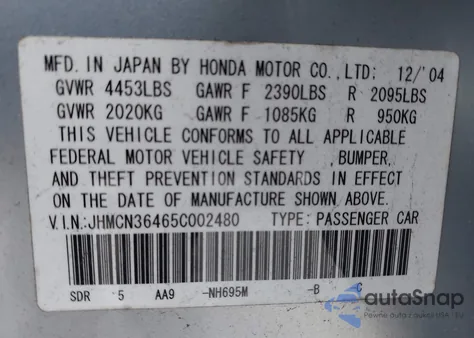 MFD. IN JAPAN BY HONDA MOTOR CO., LTD; 12/'04
GVWR 4453LBS GAWR F 2390LBS R 2095LBS
GVWR 2020KG GAWR F 1085KG R 950KG
THIS VEHICLE CONFORMS TO ALL APPLICABLE
FEDERAL MOTOR VEHICLE SAFETY ,BUMPER,
AND THEFT PREVENTION STANDARDS IN EFFECT
ON THE DATE OF MANUFACTURE SHOWN ABOVE.
V.I.N.:JHMCN36465C002480 TYPE: PASSENGER CAR
SDR 5 AA9 -NH695M -B -C
autoSnap